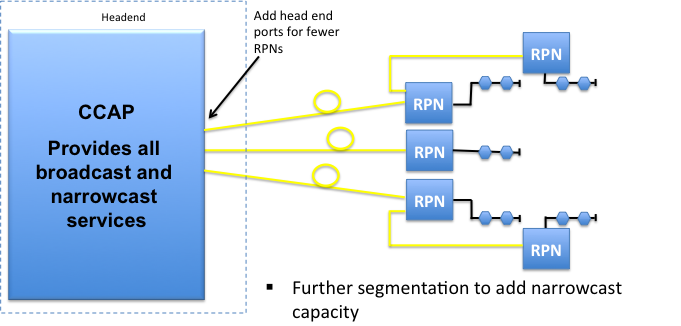 Headend
Add head end
ports for fewer
RPNs
CCAP
Provides all
broadcast and
narrowcast
services
RPN
RPN
RPN
RPN
RPN
▪ Further segmentation to add narrowcast
capacity